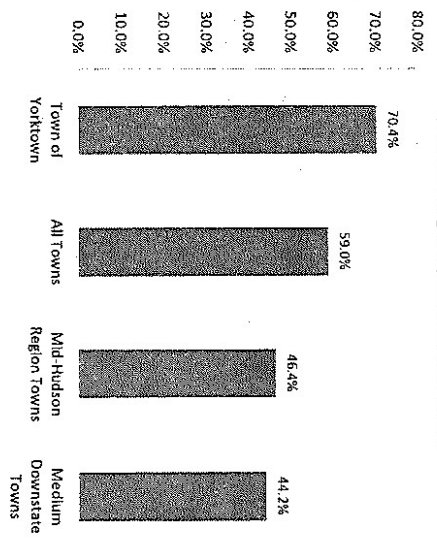 80.0%
70.0%
60.0%
50.0%
40.0%
30.0%
20.0%
10.0%
0.0%
70.4%
59.0%
46.4%
44.2%
Town of
Yorktown
All Towns
Mid-Hudson
Region Towns
Medium
Downstate
Towns